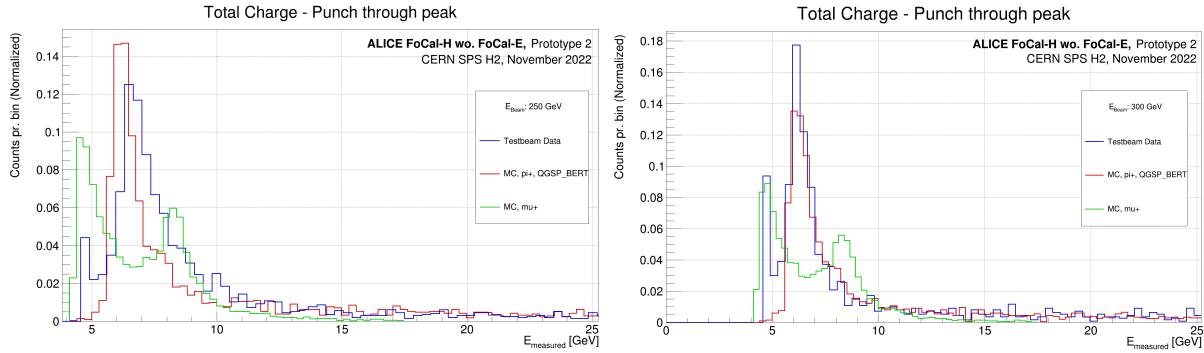 Total Charge - Punch through peak
Counts pr. bin (Normalized)
0.14
0.12
0.1
0.08
0.06
0.04
0.02
0
5
10
15
20
25
E_measured [GeV]
ALICE FoCal-H wo. FoCal-E, Prototype 2
CERN SPS H2, November 2022
E_Beam: 250 GeV
Testbeam Data
MC, pi+, QGSP_BERT
MC, mu+
Total Charge - Punch through peak
Counts pr. bin (Normalized)
0.18
0.16
0.14
0.12
0.1
0.08
0.06
0.04
0.02
0
0
5
10
15
20
25
E_measured [GeV]
ALICE FoCal-H wo. FoCal-E, Prototype 2
CERN SPS H2, November 2022
E_Beam: 300 GeV
Testbeam Data
MC, pi+, QGSP_BERT
MC, mu+